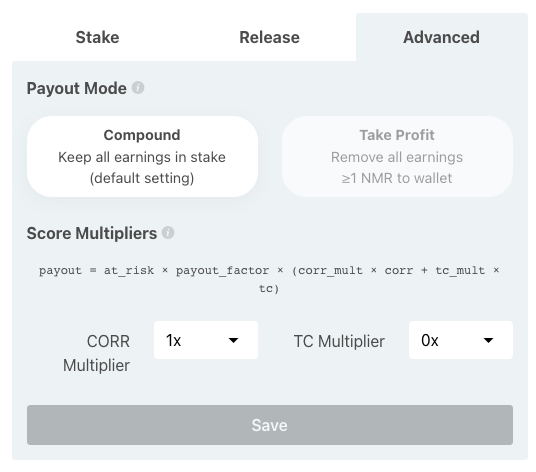 Stake Release Advanced
Payout Mode
Compound
Keep all earnings in stake
(default setting)
Take Profit
Remove all earnings
≥1 NMR to wallet
Score Multipliers
payout = at_risk × payout_factor × (corr_mult × corr + tc_mult ×
tc)
CORR
Multiplier
1x
TC Multiplier
0x
Save